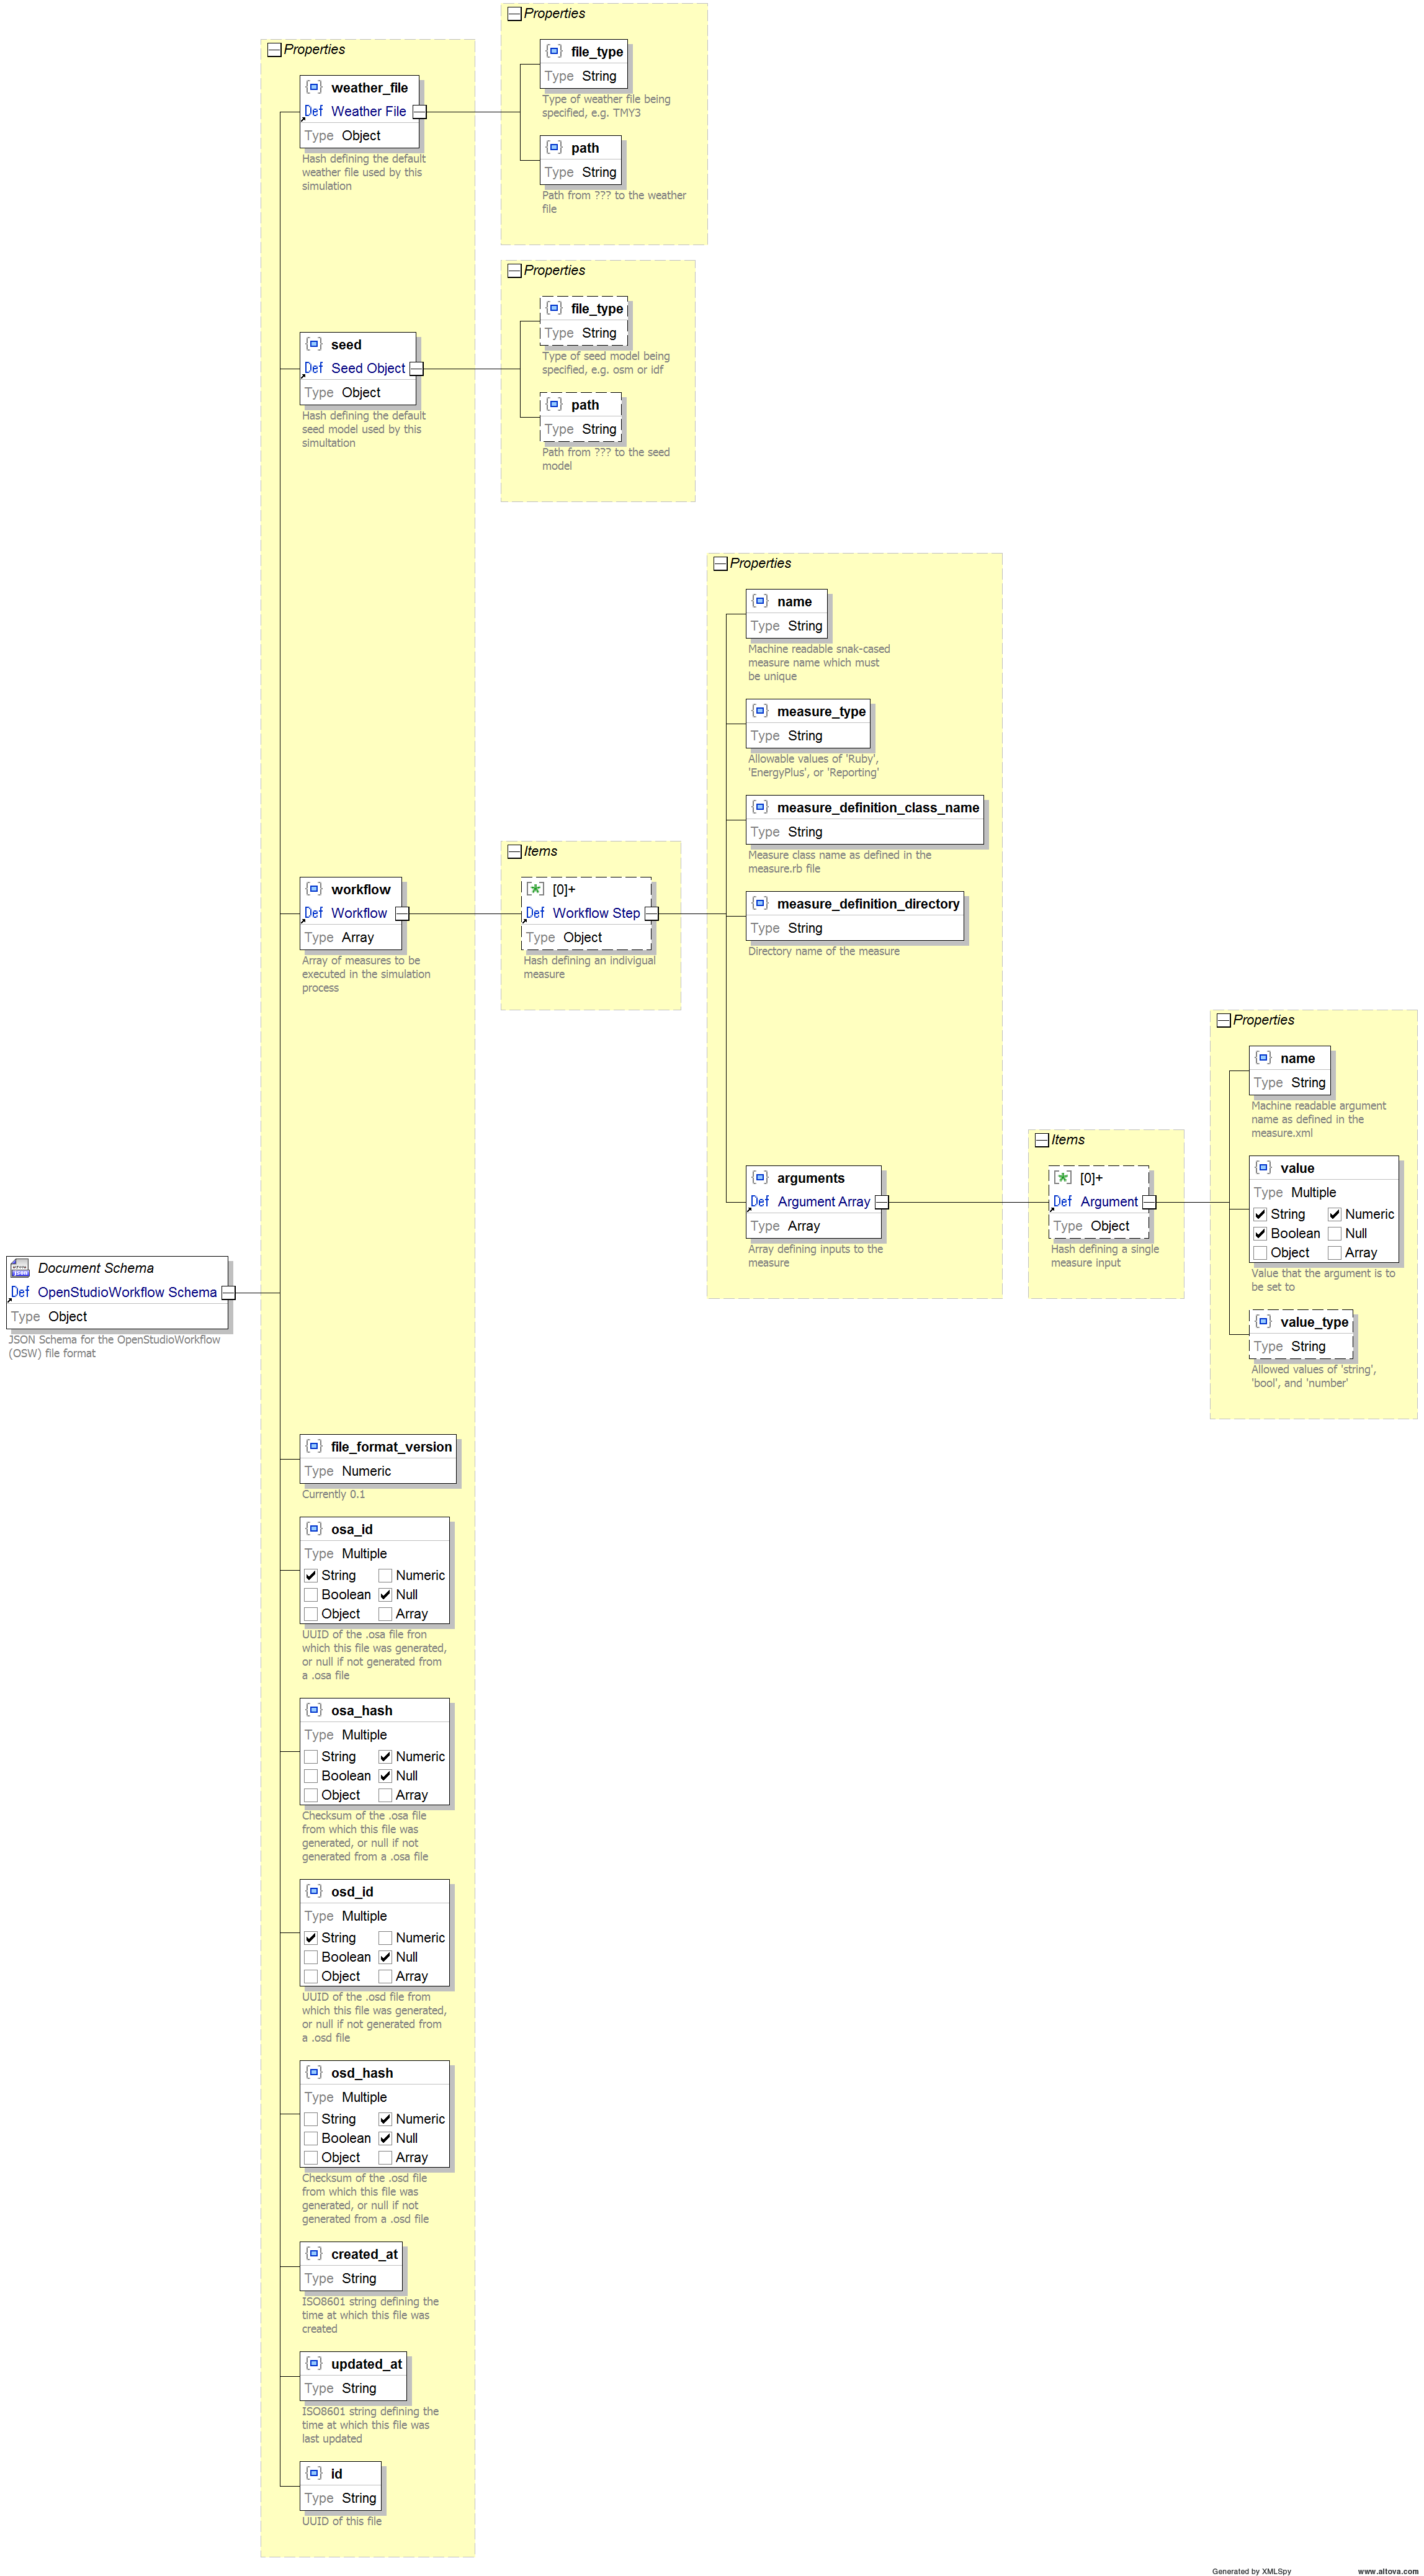 Document Schema
Def OpenStudioWorkflow Schema
Type Object
JSON Schema for the OpenStudioWorkflow
(OSW) file format
Properties
weather_file
Def Weather File
Type Object
Hash defining the default
weather file used by this
simulation
Properties
file_type
Type String
Type of weather file being
specified, e.g. TMY3
path
Type String
Path from ??? to the weather
file
seed
Def Seed Object
Type Object
Hash defining the default
seed model used by this
simultation
Properties
file_type
Type String
Type of seed model being
specified, e.g. osm or idf
path
Type String
Path from ??? to the seed
model
workflow
Def Workflow
Type Array
Array of measures to be
executed in the simulation
process
Items
[0]+
Def Workflow Step
Type Object
Hash defining an indivigual
measure
Properties
name
Type String
Machine readable snak-cased
measure name which must
be unique
measure_type
Type String
Allowable values of 'Ruby',
'EnergyPlus', or 'Reporting'
measure_definition_class_name
Type String
Measure class name as defined in the
measure.rb file
measure_definition_directory
Type String
Directory name of the measure
arguments
Def Argument Array
Type Array
Array defining inputs to the
measure
Items
[0]+
Def Argument
Type Object
Hash defining a single
measure input
Properties
name
Type String
Machine readable argument
name as defined in the
measure.xml
value
Type Multiple
String Numeric
Boolean Null
Object Array
Value that the argument is to
be set to
value_type
Type String
Allowed values of 'string',
'bool', and 'number'
file_format_version
Type Numeric
Currently 0.1
osa_id
Type Multiple
String Numeric
Boolean Null
Object Array
UUID of the .osa file fron
which this file was generated,
or null if not generated from
a .osa file
osa_hash
Type Multiple
String Numeric
Boolean Null
Object Array
Checksum of the .osa file
from which this file was
generated, or null if not
generated from a .osa file
osd_id
Type Multiple
String Numeric
Boolean Null
Object Array
UUID of the .osd file from
which this file was generated,
or null if not generated from
a .osd file
osd_hash
Type Multiple
String Numeric
Boolean Null
Object Array
Checksum of the .osd file
from which this file was
generated, or null if not
generated from a .osd file
created_at
Type String
ISO8601 string defining the
time at which this file was
created
updated_at
Type String
ISO8601 string defining the
time at which this file was
last updated
id
Type String
UUID of this file
Generated by XMLSpy www.altova.com